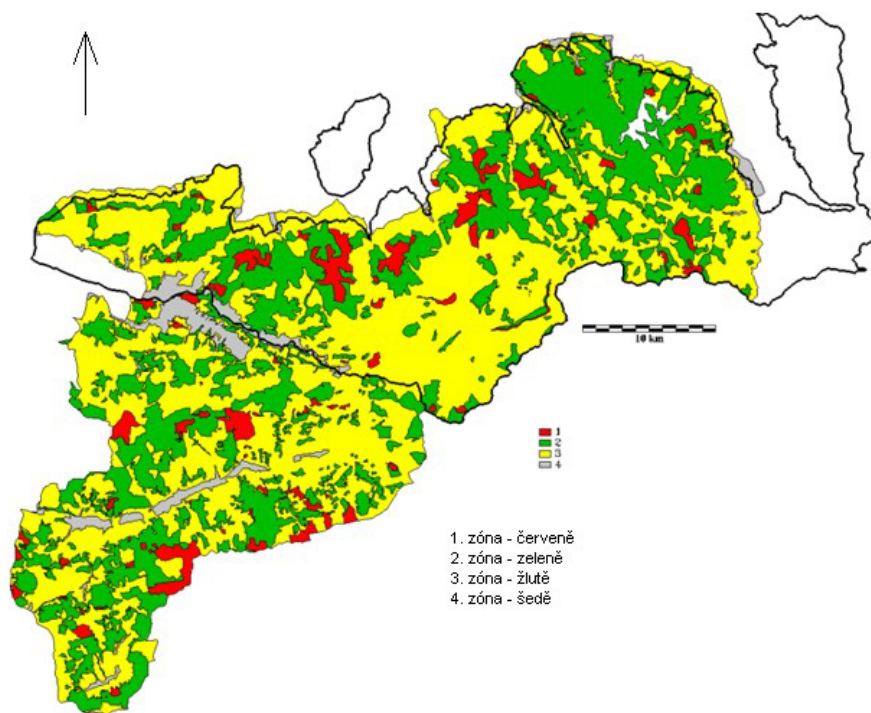 10 km
1
2
3
4
1. zóna - červeně
2. zóna - zeleně
3. zóna - žlutě
4. zóna - šedě